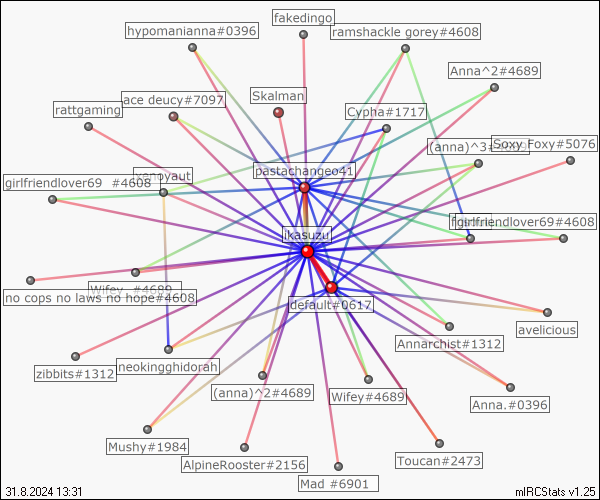 fakedingo
hypomanianna#0396
ramshackle gorey#4608
Anna^2#4689
Skalman
ace deucy#7097
rattgaming
Cypha#1717
Soxy Foxy#5076
(anna)^3#
pastachangeo41
xenpyaut
girlfriendlover69 #4608
girlfriendlover69#4608
ikasuzu
Wifey. #4689
no cops no laws no hope#4608
default#0617
avelicious
Annarchist#1312
neokingghidorah
zibbits#1312
(anna)^2#4689
Wifey#4689
Anna.#0396
Mushy#1984
AlpineRooster#2156
Toucan#2473
Mad #6901
31.8.2024 13:31
mIRCStats v1.25